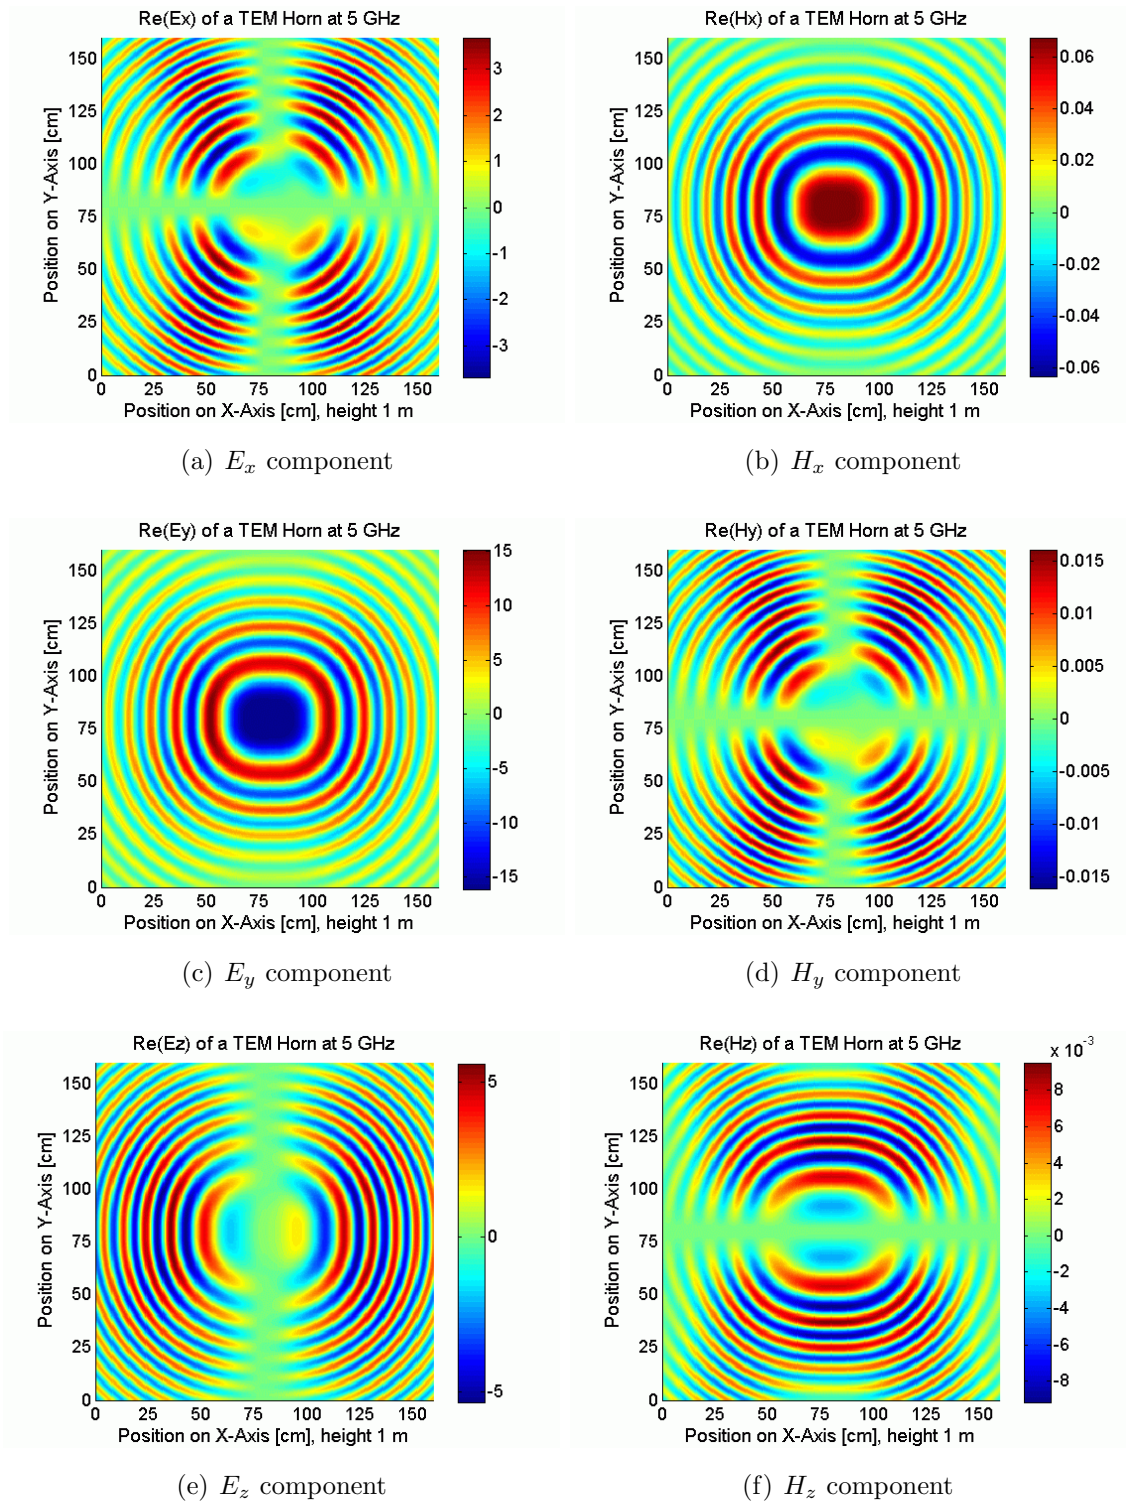 Re(Ex) of a TEM Horn at 5 GHz
Position on Y-Axis [cm]
150
125
100
75
50
25
0
0 25 50 75 100 125 150
Position on X-Axis [cm], height 1 m
3
2
1
0
-1
-2
-3
(a) Ex component
Re(Hx) of a TEM Horn at 5 GHz
Position on Y-Axis [cm]
150
125
100
75
50
25
0
0 25 50 75 100 125 150
Position on X-Axis [cm], height 1 m
0.06
0.04
0.02
0
-0.02
-0.04
-0.06
(b) Hx component
Re(Ey) of a TEM Horn at 5 GHz
Position on Y-Axis [cm]
150
125
100
75
50
25
0
0 25 50 75 100 125 150
Position on X-Axis [cm], height 1 m
15
10
5
0
-5
-10
-15
(c) Ey component
Re(Hy) of a TEM Horn at 5 GHz
Position on Y-Axis [cm]
150
125
100
75
50
25
0
0 25 50 75 100 125 150
Position on X-Axis [cm], height 1 m
0.015
0.01
0.005
0
-0.005
-0.01
-0.015
(d) Hy component
Re(Ez) of a TEM Horn at 5 GHz
Position on Y-Axis [cm]
150
125
100
75
50
25
0
0 25 50 75 100 125 150
Position on X-Axis [cm], height 1 m
5
0
-5
(e) Ez component
Re(Hz) of a TEM Horn at 5 GHz
x 10-3
Position on Y-Axis [cm]
150
125
100
75
50
25
0
0 25 50 75 100 125 150
Position on X-Axis [cm], height 1 m
8
6
4
2
0
-2
-4
-6
-8
(f) Hz component